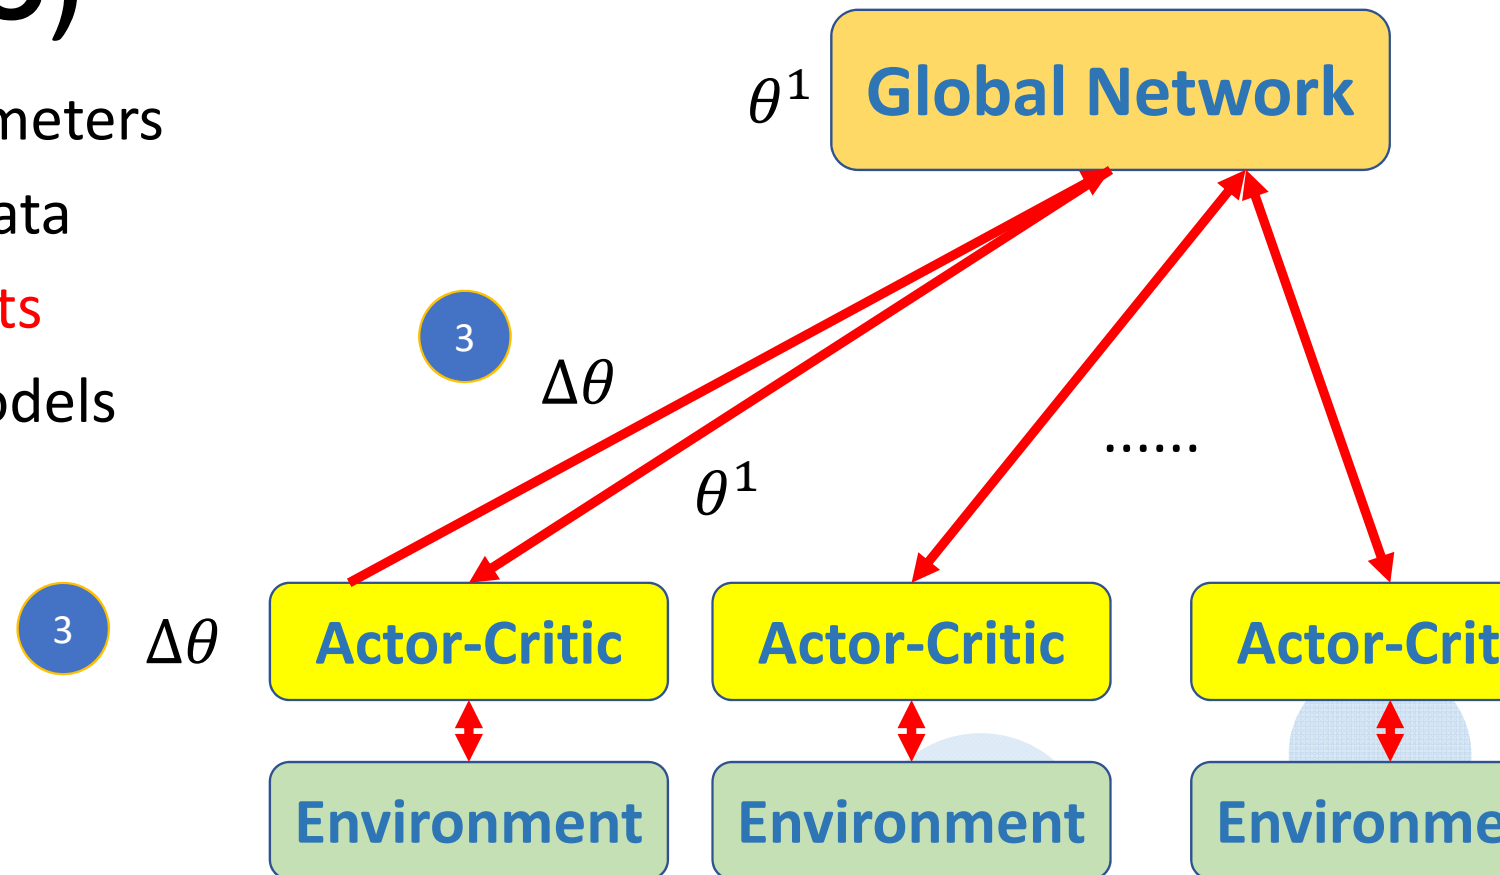 3)
meters
ata
ts
odels
θ¹
Global Network
3
Δθ
θ¹
......
3
Δθ
Actor-Critic
Actor-Critic
Actor-Crit
Environment
Environment
Environme